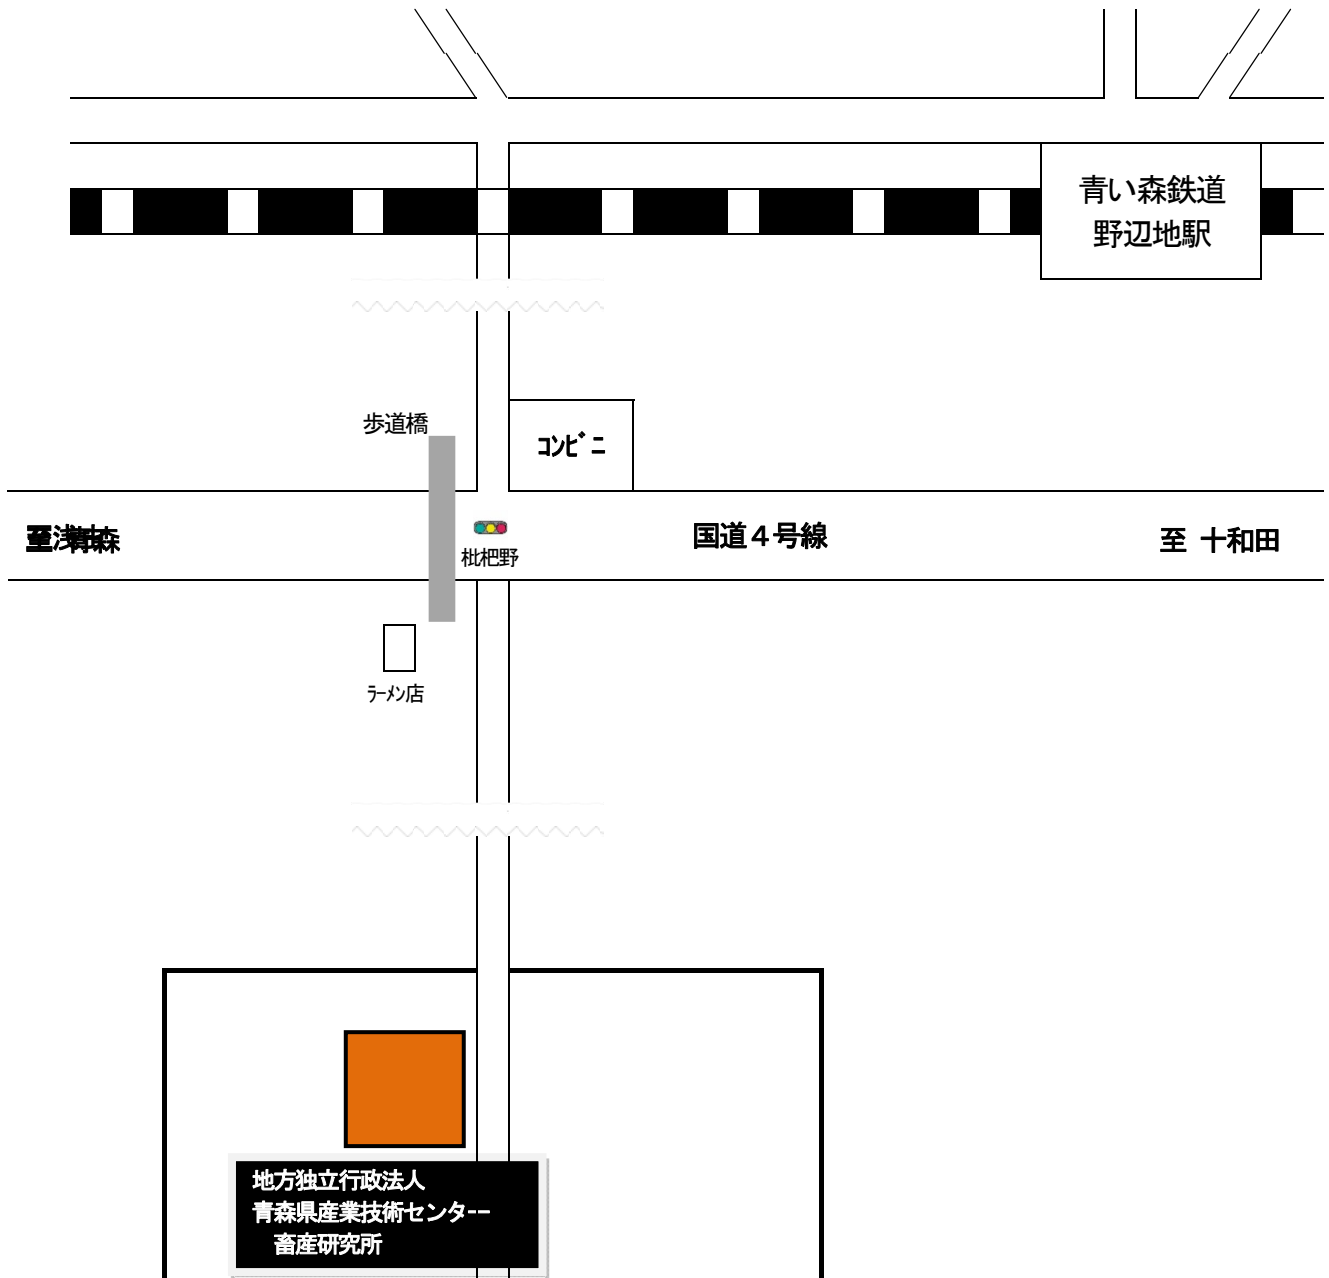 青い森鉄道
野辺地駅
歩道橋
ｺﾝﾋﾞﾆ
国道４号線
至 十和田
枇杷野
ﾗｰﾒﾝ店
地方独立行政法人
青森県産業技術センター
畜産研究所